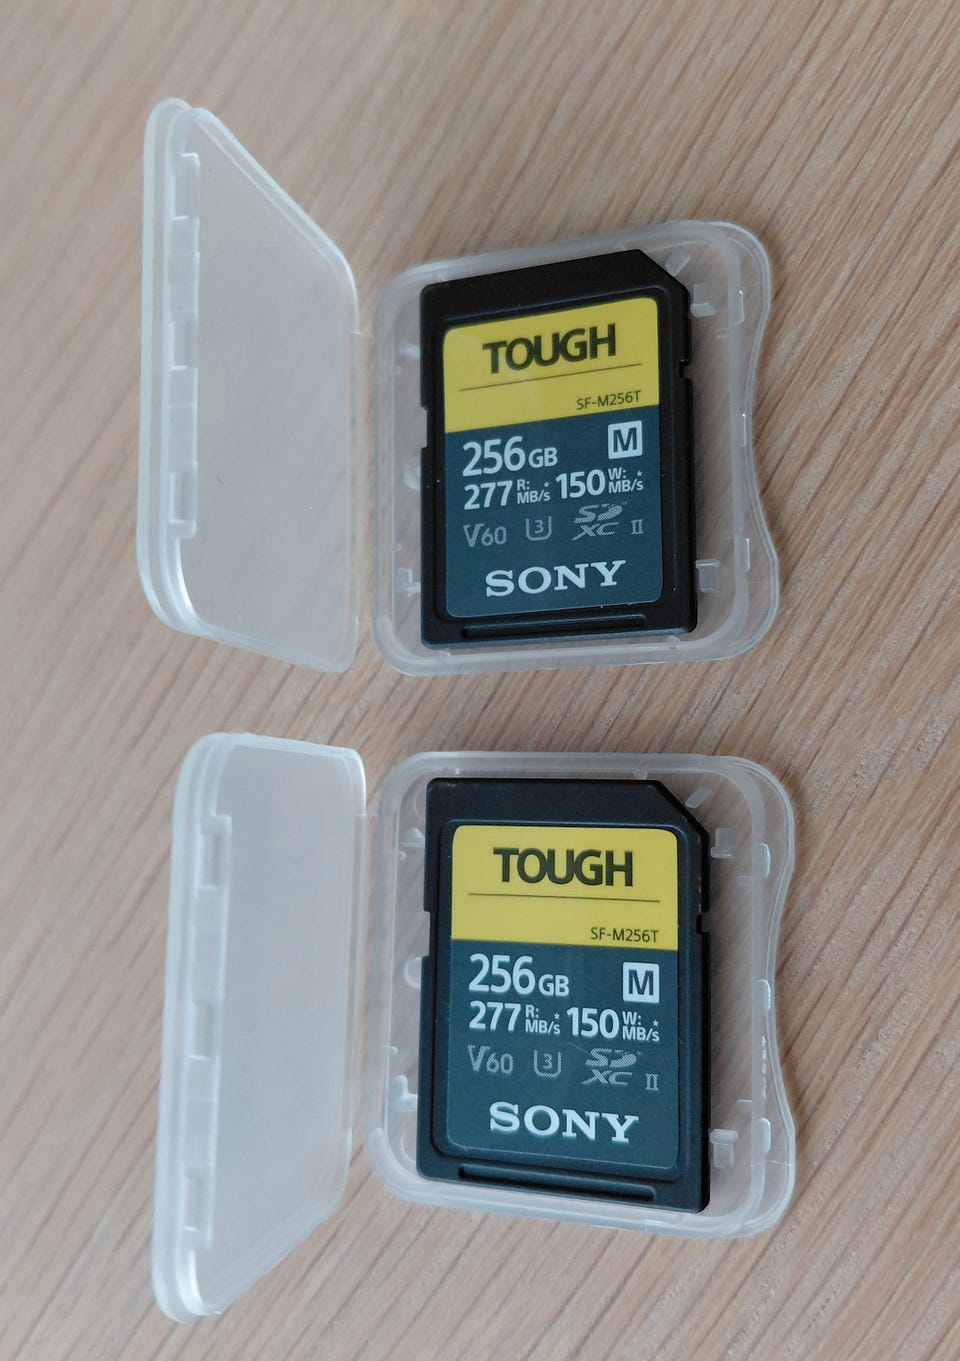 TOUGH
SF-M256T
256GB M
277 R: MB/s* 150 W: MB/s*
V60 3 SD XC II
SONY
TOUGH
SF-M256T
256GB M
277 R: MB/s* 150 W: MB/s*
V60 3 SD XC II
SONY